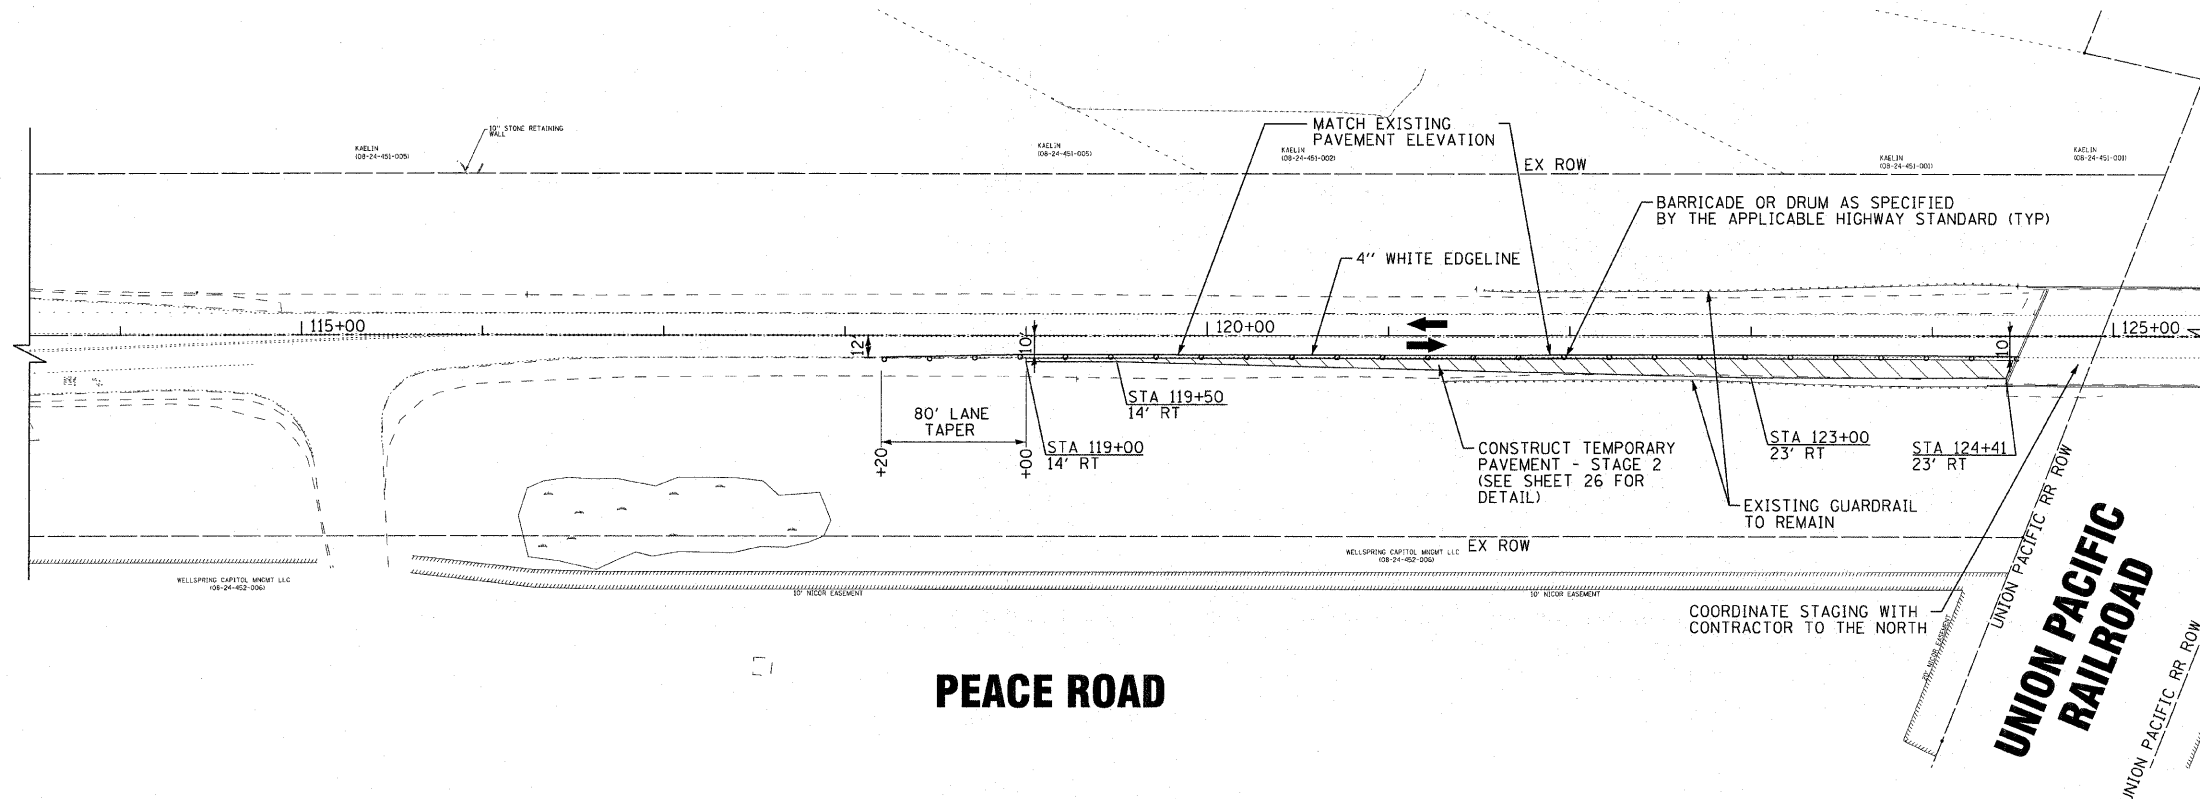 10" STONE RETAINING
WALL
KAELIN
(08-24-451-005)
KAELIN
(08-24-451-005)
MATCH EXISTING
PAVEMENT ELEVATION
KAELIN
(08-24-451-002)
EX ROW
KAELIN
(08-24-451-001)
KAELIN
(08-24-451-001)
BARRICADE OR DRUM AS SPECIFIED
BY THE APPLICABLE HIGHWAY STANDARD (TYP)
4" WHITE EDGELINE
115+00
120+00
125+00
12'
10'
10'
STA 119+50
14' RT
80' LANE
TAPER
STA 119+00
14' RT
+20
+00
CONSTRUCT TEMPORARY
PAVEMENT - STAGE 2
(SEE SHEET 26 FOR
DETAIL)
STA 123+00
23' RT
STA 124+41
23' RT
EXISTING GUARDRAIL
TO REMAIN
EX ROW
WELLSPRING CAPITOL MNGMT LLC
(08-24-452-006)
WELLSPRING CAPITOL MNGMT LLC
(08-24-452-006)
10' NICOR EASEMENT
10' NICOR EASEMENT
COORDINATE STAGING WITH
CONTRACTOR TO THE NORTH
UNION PACIFIC RR ROW
UNION PACIFIC
RAILROAD
NICOR EASEMENT
UNION PACIFIC RR ROW
PEACE ROAD